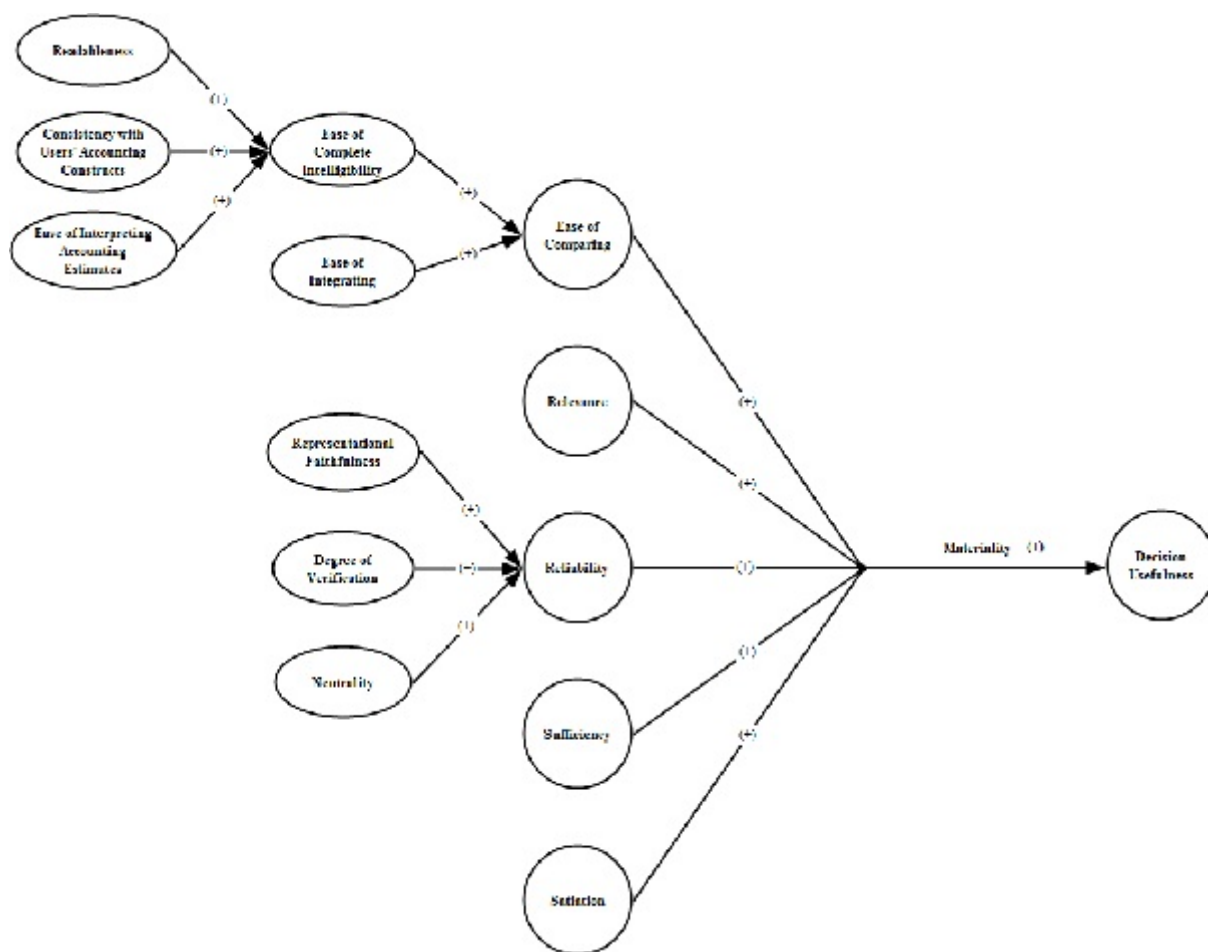 Readableness
(+)
Consistency with
Users' Accounting
Constructs
(+)
Ease of Interpreting
Accounting
Estimates
(+)
Ease of
Complete
Intelligibility
(+)
Ease of
Integrating
(+)
Ease of
Comparing
(+)
Relevance
(+)
Representational
Faithfulness
(+)
Degree of
Verification
(+)
Neutrality
(+)
Reliability
(+)
Sufficiency
(+)
Satiation
(+)
Materiality (+)
Decision
Usefulness